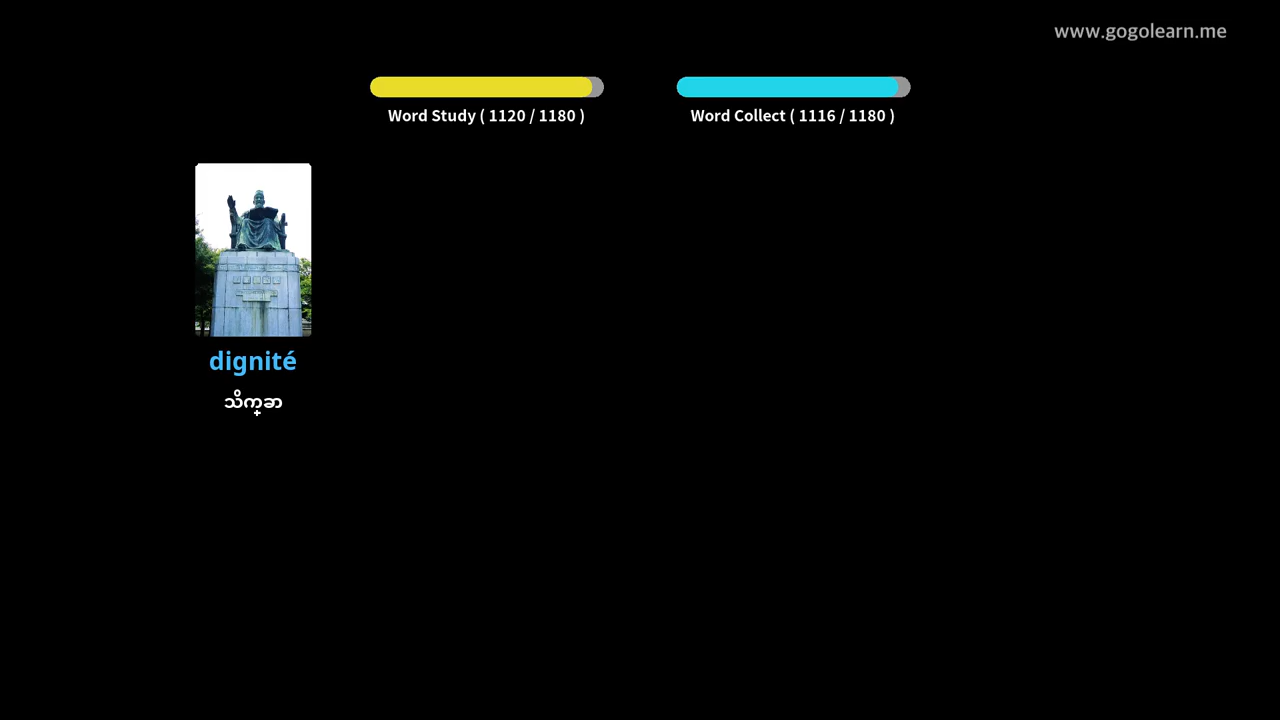 www.gogolearn.me
Word Study ( 1120 / 1180 )
Word Collect ( 1116 / 1180 )
dignité
သိက္ခာ